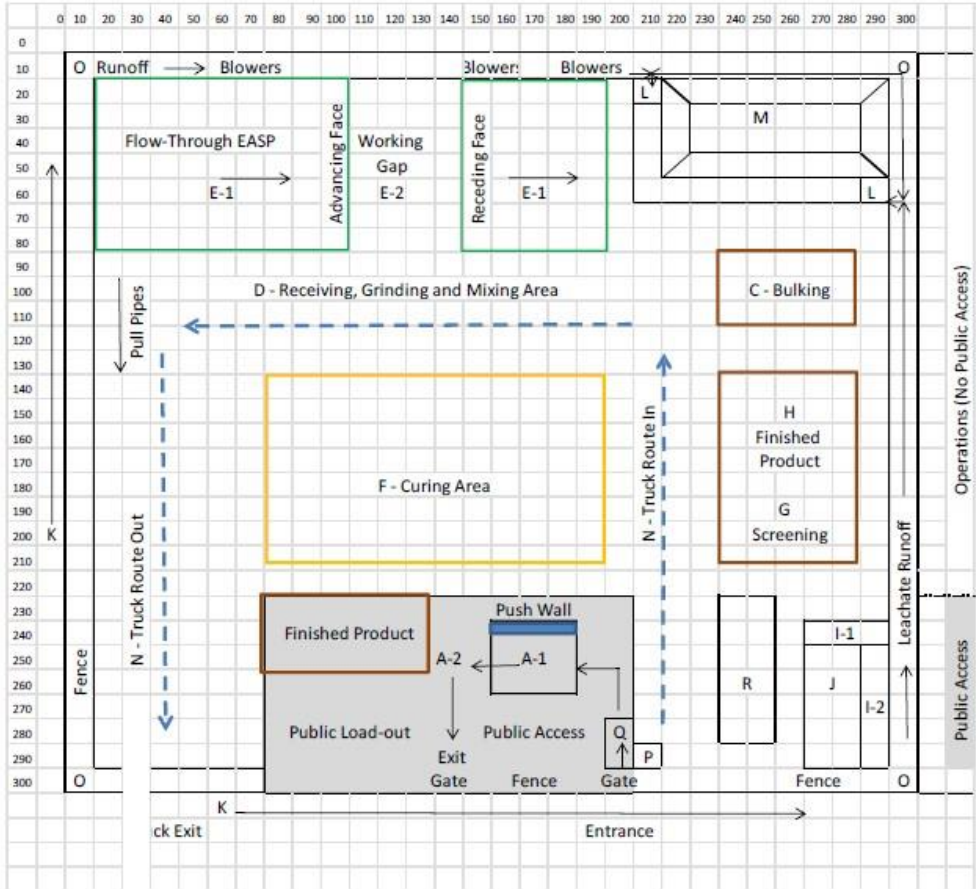 0 10 20 30 40 50 60 70 80 90 100 110 120 130 140 150 160 170 180 190 200 210 220 230 240 250 260 270 280 290 300
0
10
20
30
40
50
60
70
80
90
100
110
120
130
140
150
160
170
180
190
200
210
220
230
240
250
260
270
280
290
300
O Runoff Blowers Blowers Blowers O
L
M
Flow-Through EASP
E-1
Advancing Face
Working
Gap
E-2
Receding Face
E-1
L
Pull Pipes
D - Receiving, Grinding and Mixing Area
C - Bulking
Operations (No Public Access)
K
N - Truck Route Out
F - Curing Area
N - Truck Route In
H
Finished
Product
G
Screening
Leachate Runoff
Fence
Finished Product
Push Wall
A-2
A-1
I-1
R
J
I-2
Public Access
Public Load-out
Public Access
Q
Exit
P
O
Gate
Fence
Gate
Fence
O
K
ck Exit
Entrance